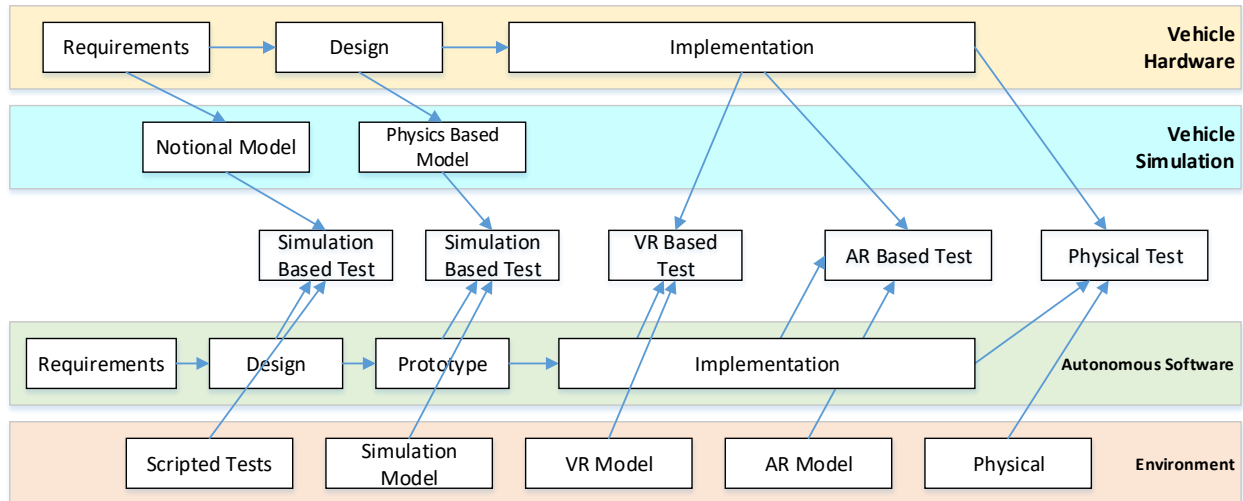 Requirements
Design
Implementation
Vehicle
Hardware
Notional Model
Physics Based
Model
Vehicle
Simulation
Simulation
Based Test
Simulation
Based Test
VR Based
Test
AR Based Test
Physical Test
Requirements
Design
Prototype
Implementation
Autonomous Software
Scripted Tests
Simulation
Model
VR Model
AR Model
Physical
Environment